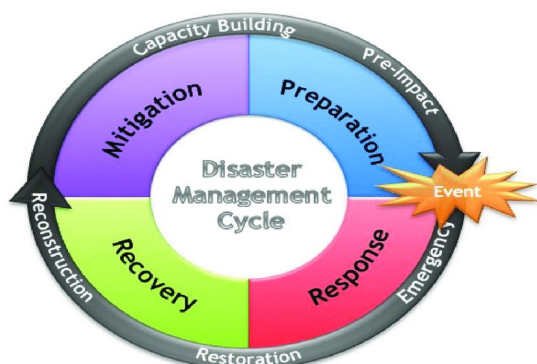 Capacity Building
Pre-Impact
Mitigation
Preparation
Disaster
Management
Cycle
Event
Reconstruction
Recovery
Response
Emergency
Restoration